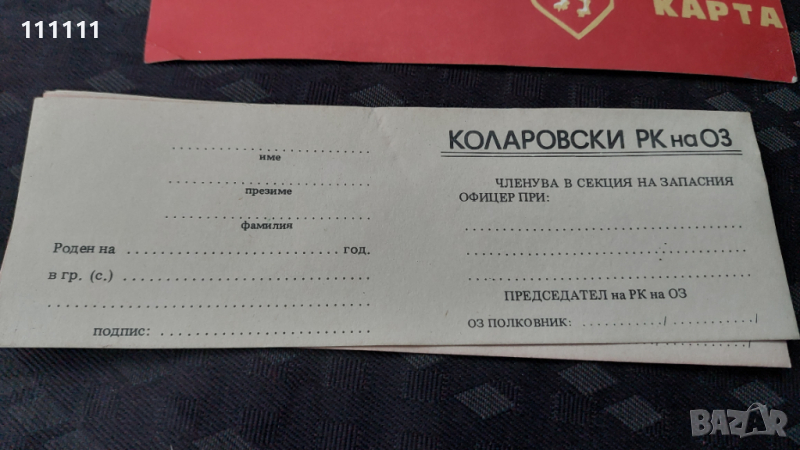 111111
КАРТА
име
презиме
фамилия
Роден на год.
в гр. (с.)
подпис:
КОЛАРОВСКИ РК на ОЗ
ЧЛЕНУВА В СЕКЦИЯ НА ЗАПАСНИЯ
ОФИЦЕР ПРИ:
ПРЕДСЕДАТЕЛ на РК на ОЗ
ОЗ ПОЛКОВНИК: / /
BAZAR